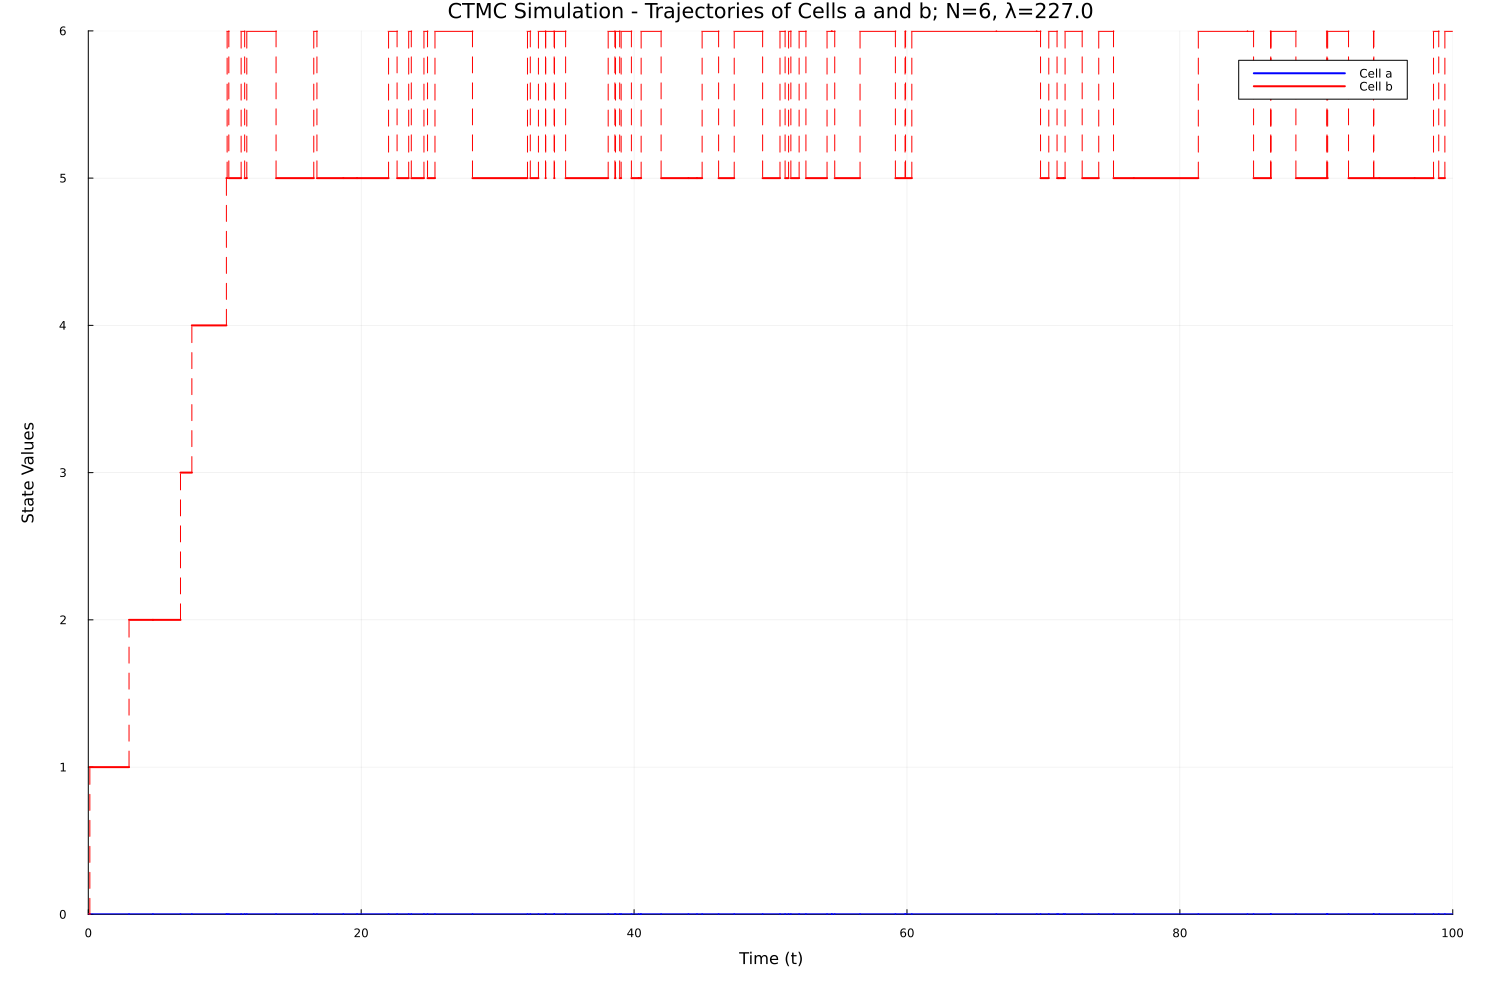 CTMC Simulation - Trajectories of Cells a and b; N=6, λ=227.0
6
5
4
3
2
1
0
State Values
Cell a
Cell b
0 20 40 60 80 100
Time (t)